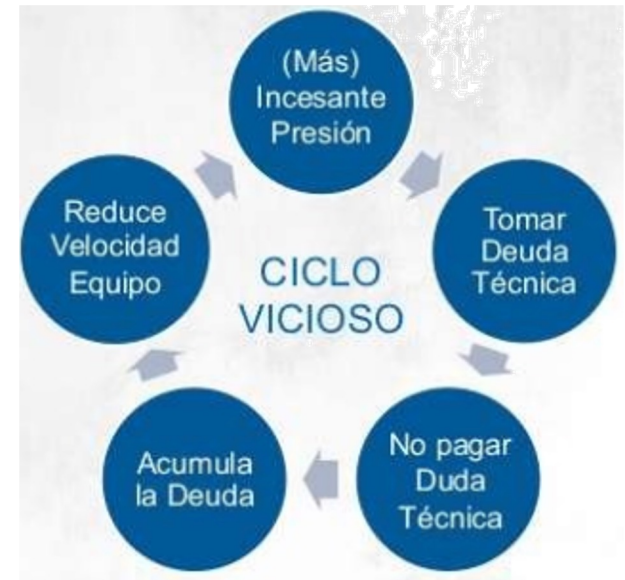 (Más)
Incesante
Presión
Tomar
Deuda
Técnica
No pagar
Duda
Técnica
Acumula
la Deuda
Reduce
Velocidad
Equipo
CICLO
VICIOSO